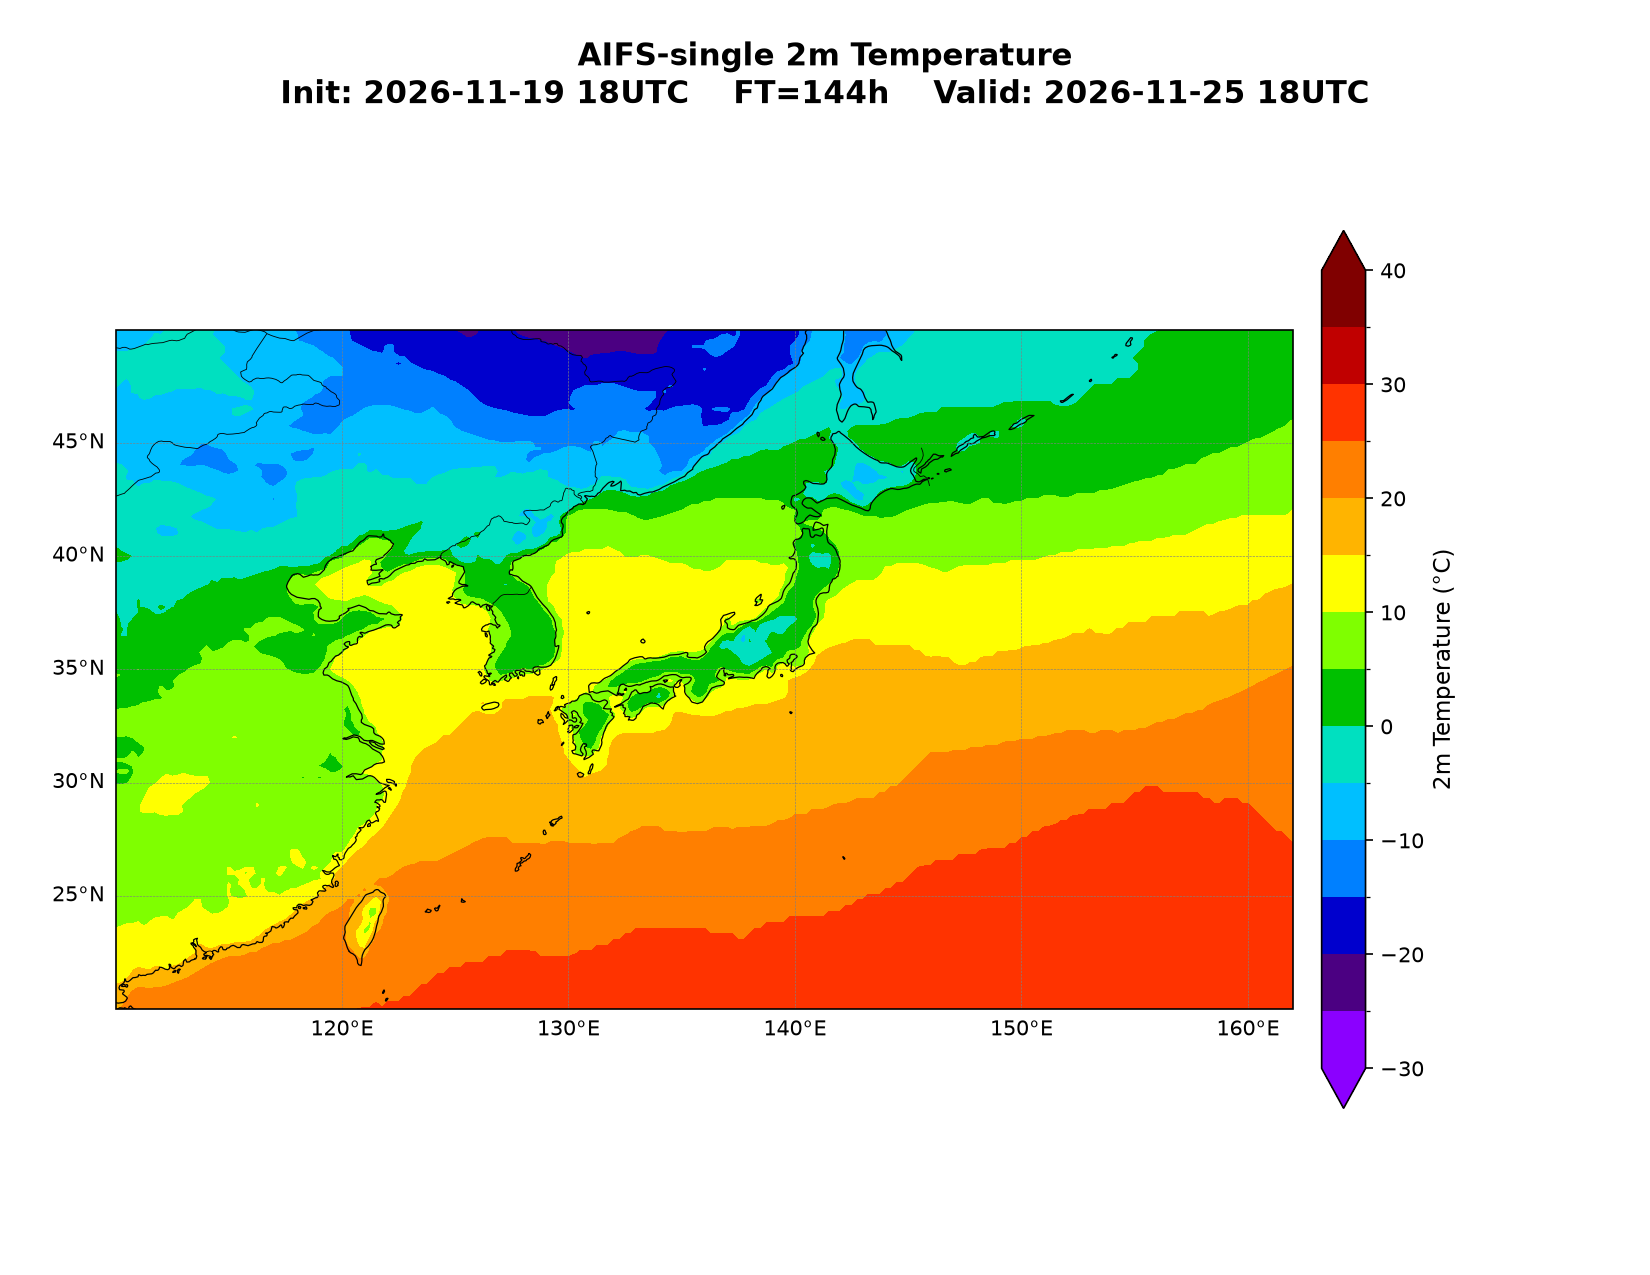 AIFS-single 2m Temperature
Init: 2026-11-19 18UTC    FT=144h    Valid: 2026-11-25 18UTC
45°N
40°N
35°N
30°N
25°N
120°E
130°E
140°E
150°E
160°E
40
30
20
10
0
−10
−20
−30
2m Temperature (°C)